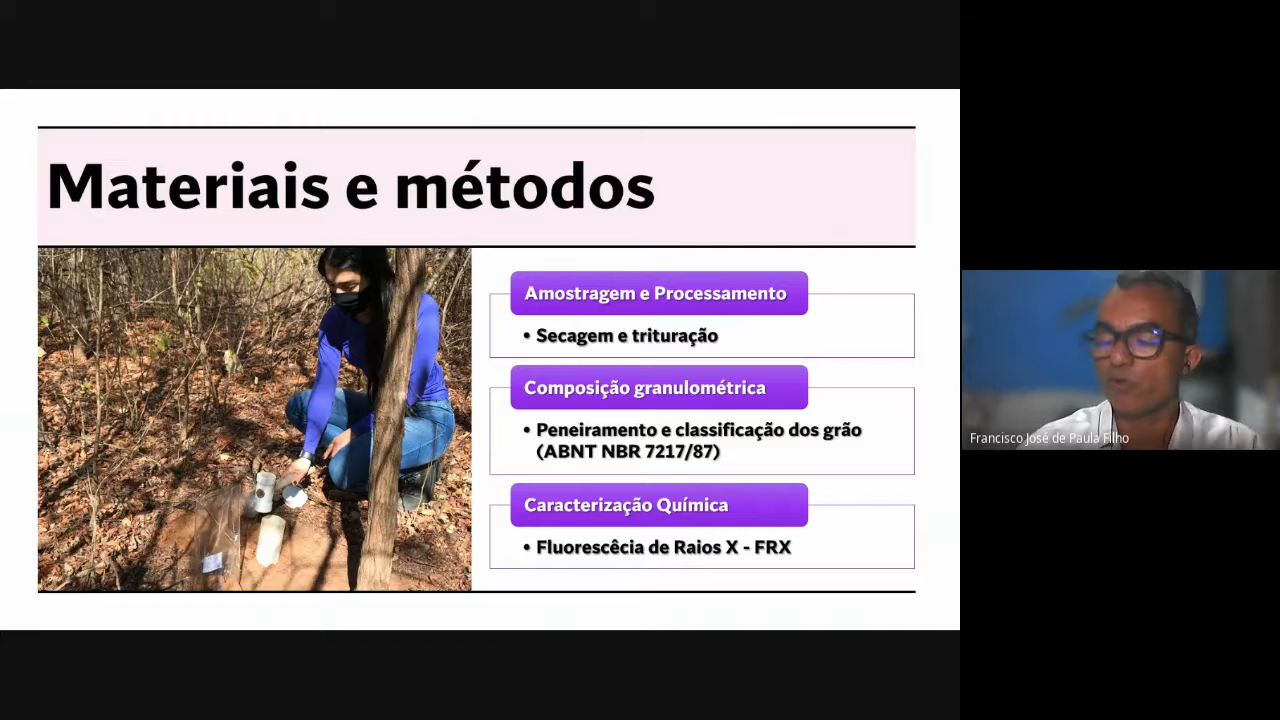 Materiais e métodos
Amostragem e Processamento
• Secagem e trituração
Composição granulométrica
• Peneiramento e classificação dos grão
(ABNT NBR 7217/87)
Caracterização Química
• Fluorescêcia de Raios X - FRX
Francisco José de Paula Filho